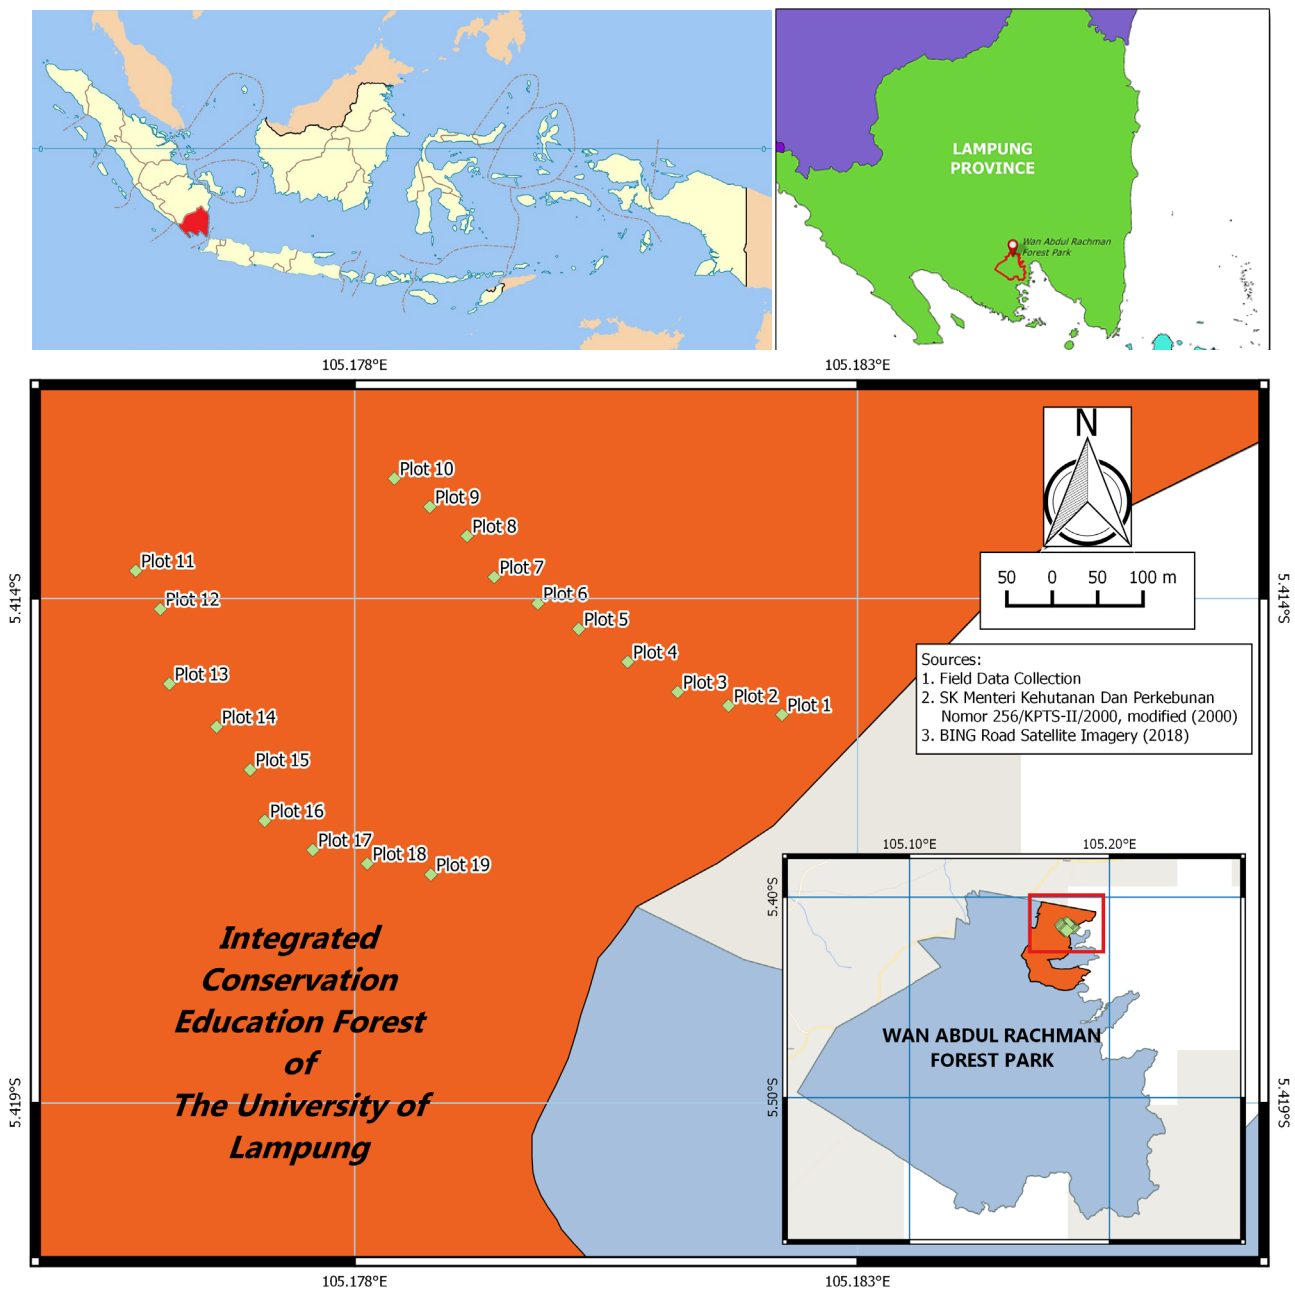 0
0
LAMPUNG
PROVINCE
Wan Abdul Rachman
Forest Park
105.178°E
105.183°E
N
Plot 10
Plot 9
Plot 8
Plot 7
Plot 6
Plot 5
Plot 4
Plot 3
Plot 2
Plot 1
Plot 11
Plot 12
Plot 13
Plot 14
Plot 15
Plot 16
Plot 17
Plot 18
Plot 19
5.414°S
5.414°S
50 0 50 100 m
Sources:
1. Field Data Collection
2. SK Menteri Kehutanan Dan Perkebunan
Nomor 256/KPTS-II/2000, modified (2000)
3. BING Road Satellite Imagery (2018)
Integrated
Conservation
Education Forest
of
The University of
Lampung
105.10°E
105.20°E
5.40°S
5.50°S
WAN ABDUL RACHMAN
FOREST PARK
5.419°S
5.419°S
105.178°E
105.183°E